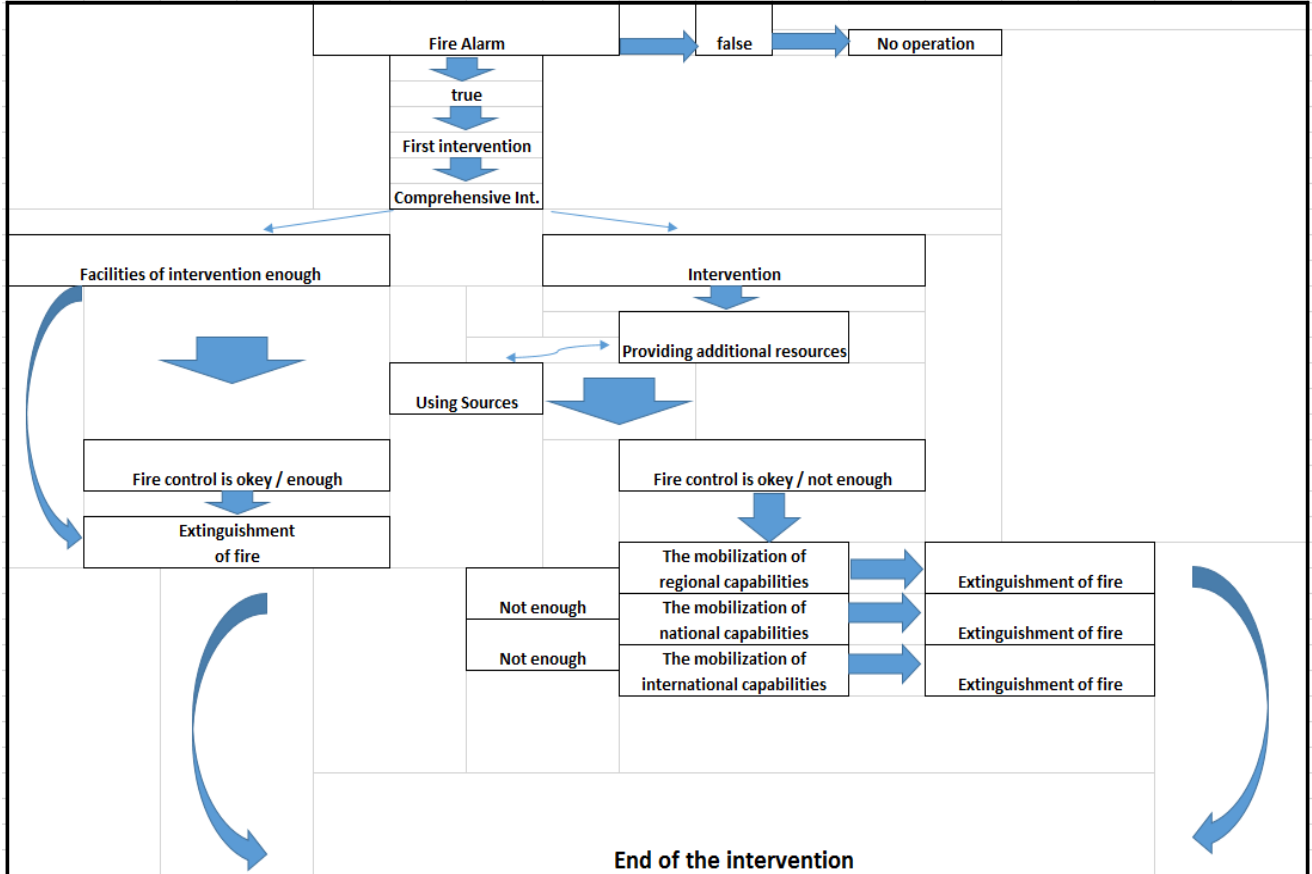 Fire Alarm
false
No operation
true
First intervention
Comprehensive Int.
Facilities of intervention enough
Intervention
Providing additional resources
Using Sources
Fire control is okey / enough
Fire control is okey / not enough
Extinguishment
of fire
The mobilization of
regional capabilities
Extinguishment of fire
Not enough
The mobilization of
national capabilities
Extinguishment of fire
Not enough
The mobilization of
international capabilities
Extinguishment of fire
End of the intervention